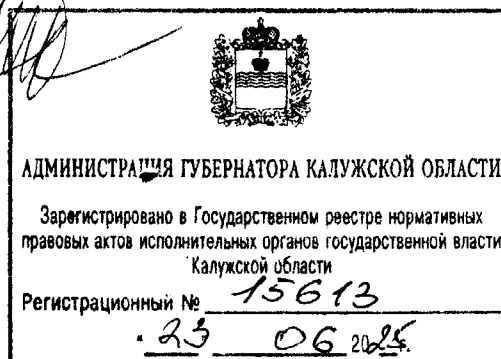 АДМИНИСТРАЦИЯ ГУБЕРНАТОРА КАЛУЖСКОЙ ОБЛАСТИ
Зарегистрировано в Государственном реестре нормативных
правовых актов исполнительных органов государственной власти
Калужской области
Регистрационный № 15613
23 06 2025г.